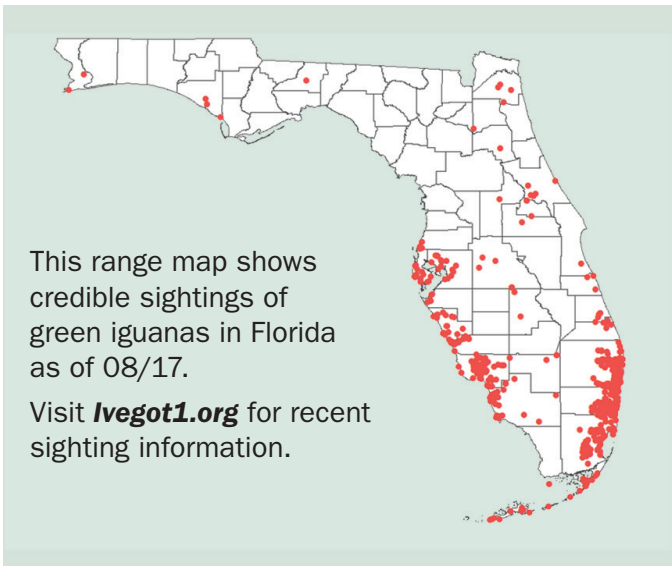 This range map shows
credible sightings of
green iguanas in Florida
as of 08/17.
Visit Ivegot1.org for recent
sighting information.